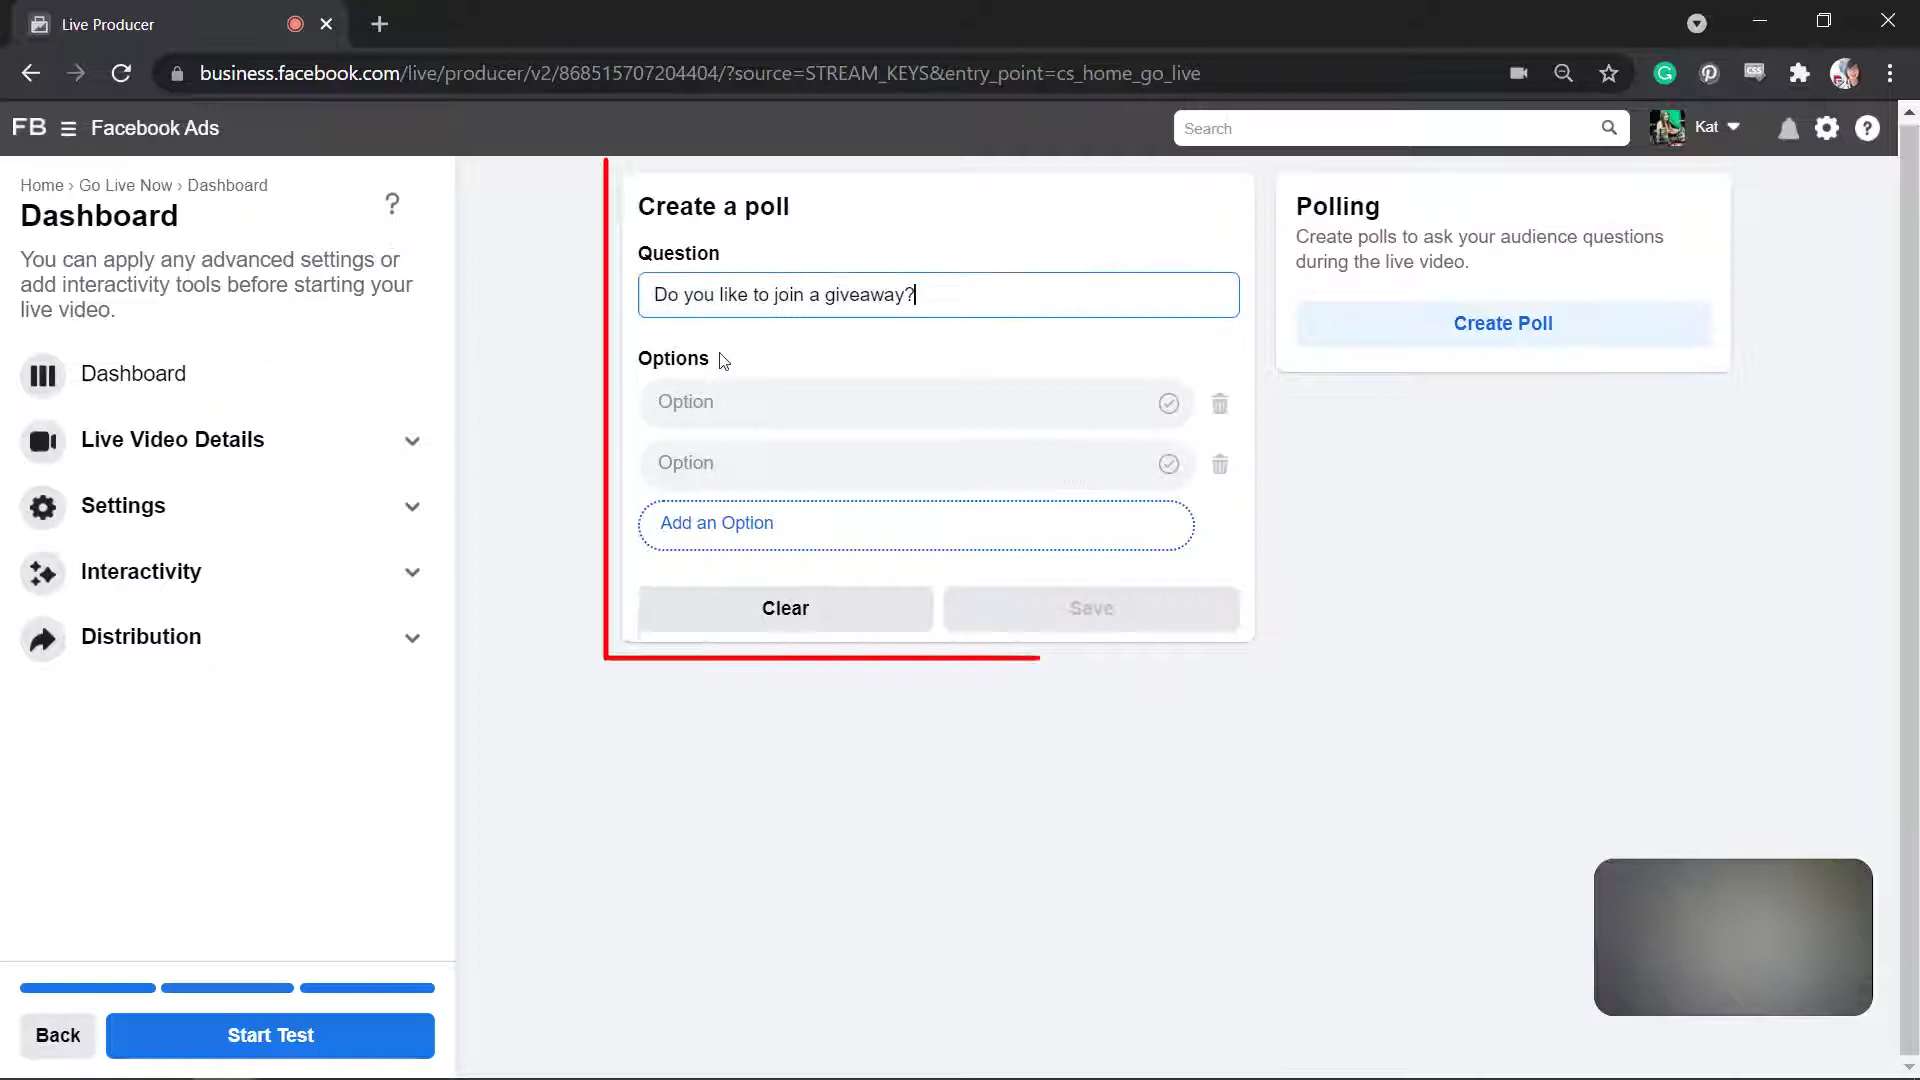 Live Producer
business.facebook.com/live/producer/v2/868515707204404/?source=STREAM_KEYS&entry_point=cs_home_go_live
FB Facebook Ads
Search
Kat
Home › Go Live Now › Dashboard
Dashboard
You can apply any advanced settings or
add interactivity tools before starting your
live video.
Dashboard
Live Video Details
Settings
Interactivity
Distribution
Back
Start Test
Create a poll
Question
Do you like to join a giveaway?
Options
Option
Option
Add an Option
Clear
Save
Polling
Create polls to ask your audience questions
during the live video.
Create Poll